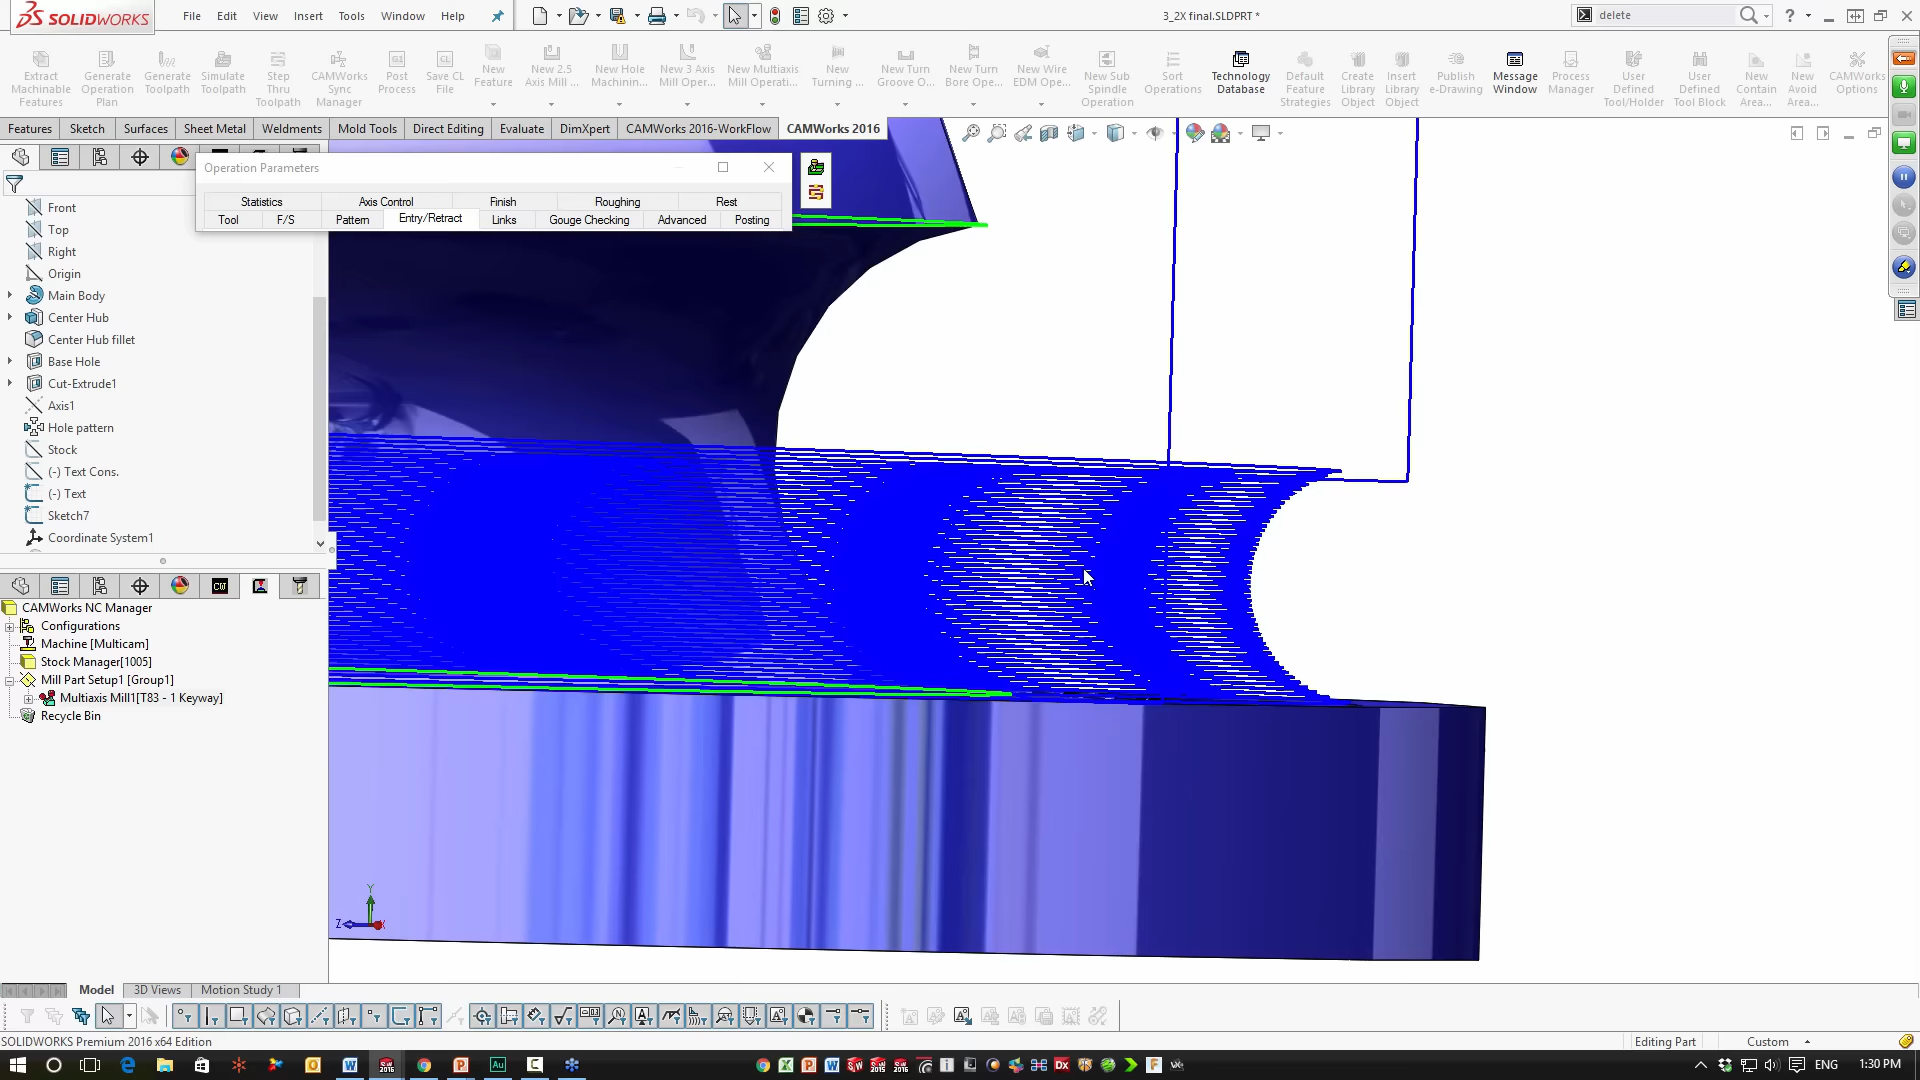 SOLIDWORKS File Edit View Insert Tools Window Help 3_2X final.SLDPRT * delete
Extract Machinable Features
Generate Operation Plan
Generate Toolpath
Simulate Toolpath
Step Thru Toolpath
CAMWorks Sync Manager
Post Process
Save CL File
New Feature
New 2.5 Axis Mill ...
New Hole Machinin...
New 3 Axis Mill Oper...
New Multiaxis Mill Operati...
New Turning ...
New Turn Groove O...
New Turn Bore Ope...
New Wire EDM Ope...
New Sub Spindle Operation
Sort Operations
Technology Database
Default Feature Strategies
Create Library Object
Insert Library Object
Publish e-Drawing
Message Window
Process Manager
User Defined Tool/Holder
User Defined Tool Block
New Contain Area...
New Avoid Area...
CAMWorks Options
Features Sketch Surfaces Sheet Metal Weldments Mold Tools Direct Editing Evaluate DimXpert CAMWorks 2016-WorkFlow CAMWorks 2016
Operation Parameters
Statistics Axis Control Finish Roughing Rest
Tool F/S Pattern Entry/Retract Links Gouge Checking Advanced Posting
Front
Top
Right
Origin
Main Body
Center Hub
Center Hub fillet
Base Hole
Cut-Extrude1
Axis1
Hole pattern
Stock
(-) Text Cons.
(-) Text
Sketch7
Coordinate System1
CAMWorks NC Manager
Configurations
Machine [Multicam]
Stock Manager[1005]
Mill Part Setup1 [Group1]
Multiaxis Mill1[T83 - 1 Keyway]
Recycle Bin
Y
Z
Model 3D Views Motion Study 1
SOLIDWORKS Premium 2016 x64 Edition Editing Part Custom
ENG 1:30 PM